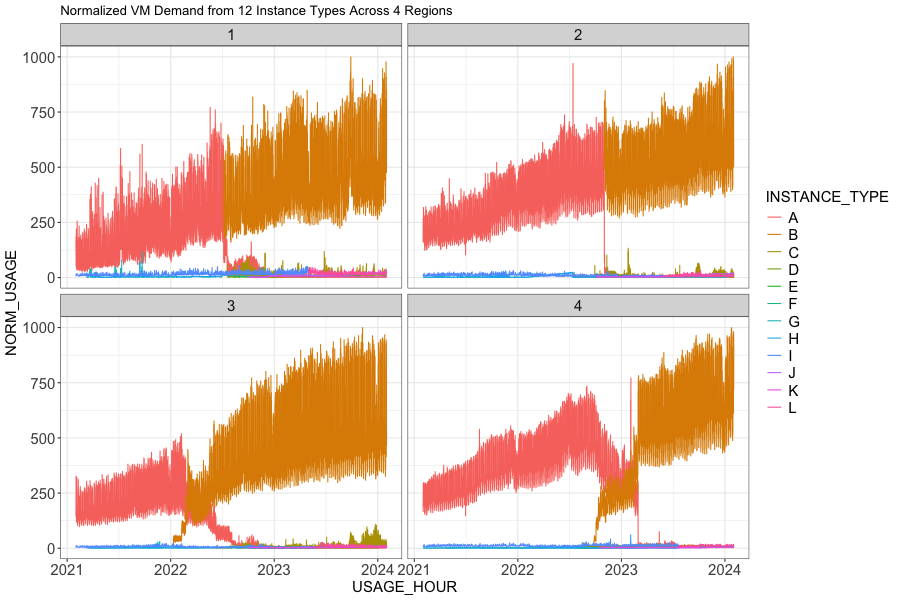 Normalized VM Demand from 12 Instance Types Across 4 Regions
1
2
1000
750
500
250
0
3
4
1000
750
500
250
0
NORM_USAGE
2021
2022
2023
2024
2021
2022
2023
2024
USAGE_HOUR
INSTANCE_TYPE
A
B
C
D
E
F
G
H
I
J
K
L